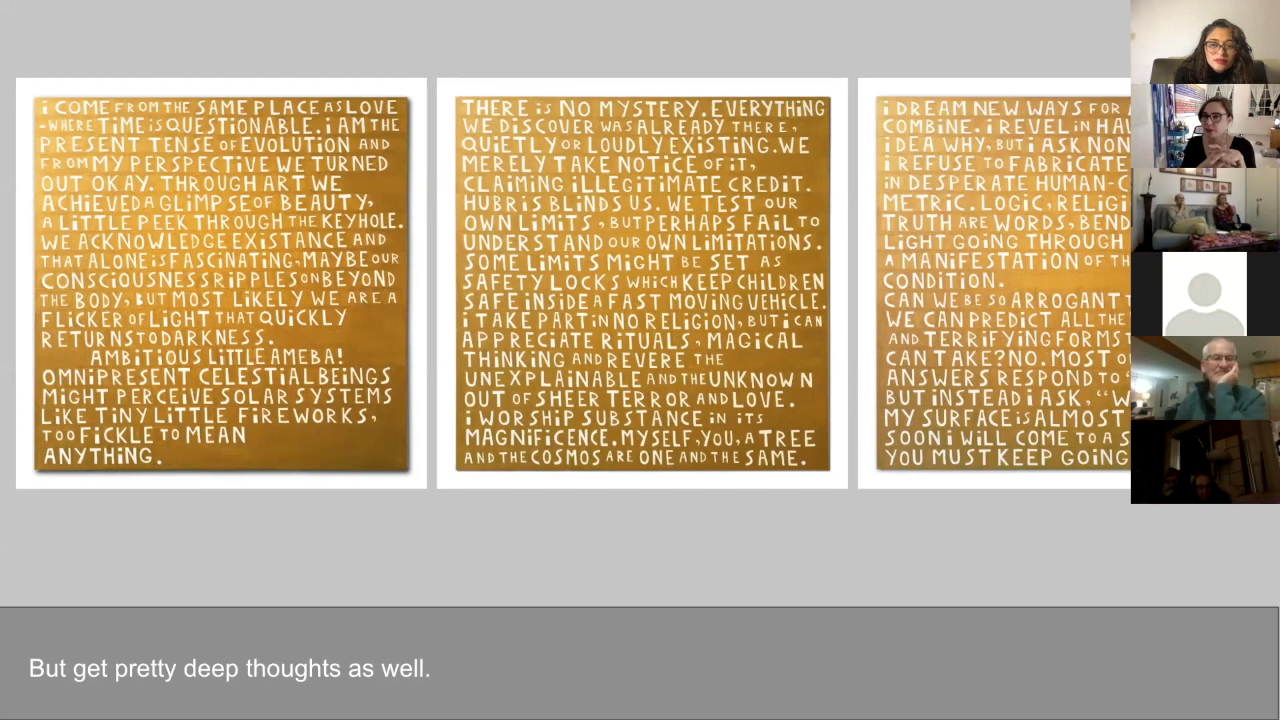 i COME FROM THE SAME PLACE AS LOVE
-WHERE TiME iS QUESTiONABLE. i AM THE
PRESENT TENSE OF EVOLUTiON AND
FROM MY PERSPECTiVE WE TURNED
OUT OKAY. THROUGH ART WE
ACHiEVED A GLiMPSE OF BEAUTY,
A LiTTLE PEEK THROUGH THE KEYHOLE.
WE ACKNOWLEDGE EXiSTANCE AND
THAT ALONE iS FASCiNATiNG, MAYBE OUR
CONSCiOUSNESS RiPPLES ON BEYOND
THE BODY, BUT MOST LiKELY WE ARE A
FLiCKER OF LiGHT THAT QUiCKLY
RETURNS TO DARKNESS.
AMBiTiOUS LiTTLE AMEBA!
OMNiPRESENT CELESTiAL BEiNGS
MiGHT PERCEiVE SOLAR SYSTEMS
LiKE TiNY LiTTLE FiREWORKS,
TOO FiCKLE TO MEAN
ANYTHiNG.
THERE iS NO MYSTERY. EVERYTHiNG
WE DiSCOVER WAS ALREADY THERE,
QUiETLY OR LOUDLY EXiSTiNG. WE
MERELY TAKE NOTiCE OF iT,
CLAiMiNG iLLEGiTiMATE CREDiT.
HUBRiS BLiNDS US. WE TEST OUR
OWN LiMiTS, BUT PERHAPS FAiL TO
UNDERSTAND OUR OWN LiMiTATiONS.
SOME LiMiTS MiGHT BE SET AS
SAFETY LOCKS WHiCH KEEP CHiLDREN
SAFE iNSiDE A FAST MOViNG VEHiCLE.
i TAKE PART iN NO RELiGiON, BUT i CAN
APPRECiATE RiTUALS, MAGiCAL
THiNKiNG AND REVERE THE
UNEXPLAiNABLE AND THE UNKNOWN
OUT OF SHEER TERROR AND LOVE.
i WORSHiP SUBSTANCE iN iTS
MAGNiFiCENCE. MYSELF, YOU, A TREE
AND THE COSMOS ARE ONE AND THE SAME.
i DREAM NEW WAYS FOR
COMBiNE. i REVEL iN
iDEA WHY, BUT i ASK
i REFUSE TO FABRiCATE
iN DESPERATE HUMAN-
METRiC. LOGiC,
TRUTH ARE WORDS,
LiGHT GOiNG THROUGH
A MANiFESTATiON OF
CONDiTiON.
CAN WE BE SO ARROGANT
WE CAN PREDiCT ALL THE
AND TERRiFYiNG FORMS
CAN TAKE? NO. MOST
ANSWERS RESPOND TO
BUT iNSTEAD i ASK,
MY SURFACE iS ALMOST
SOON i WiLL COME TO A
YOU MUST KEEP GOiNG
But get pretty deep thoughts as well.